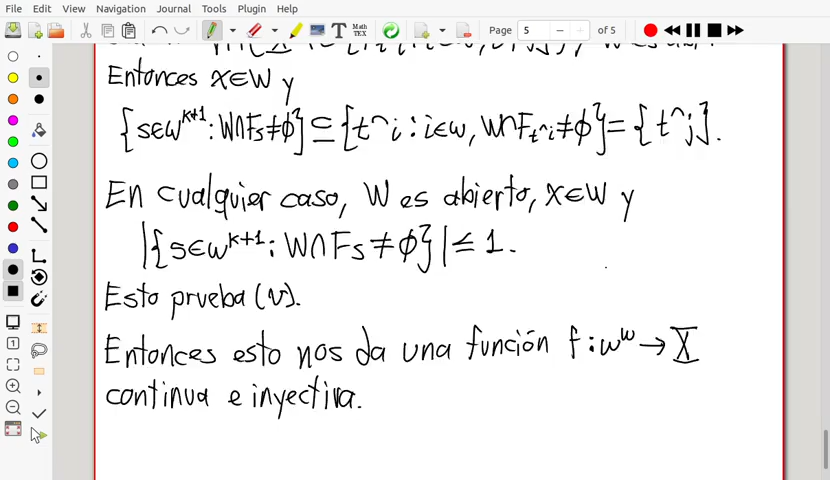 File Edit View Navigation Journal Tools Plugin Help
Page 5 of 5
Entonces x∈W y
{s∈ω^{k+1}: W∩F_s≠∅}⊆{t⌢i : i∈ω, W∩F_{t⌢i}≠∅}={t⌢j}.
En cualquier caso, W es abierto, x∈W y
|{s∈ω^{k+1}: W∩F_s≠∅}|≤1.
Esto prueba (v).
Entonces esto nos da una función f:ω^ω→X
continua e inyectiva.